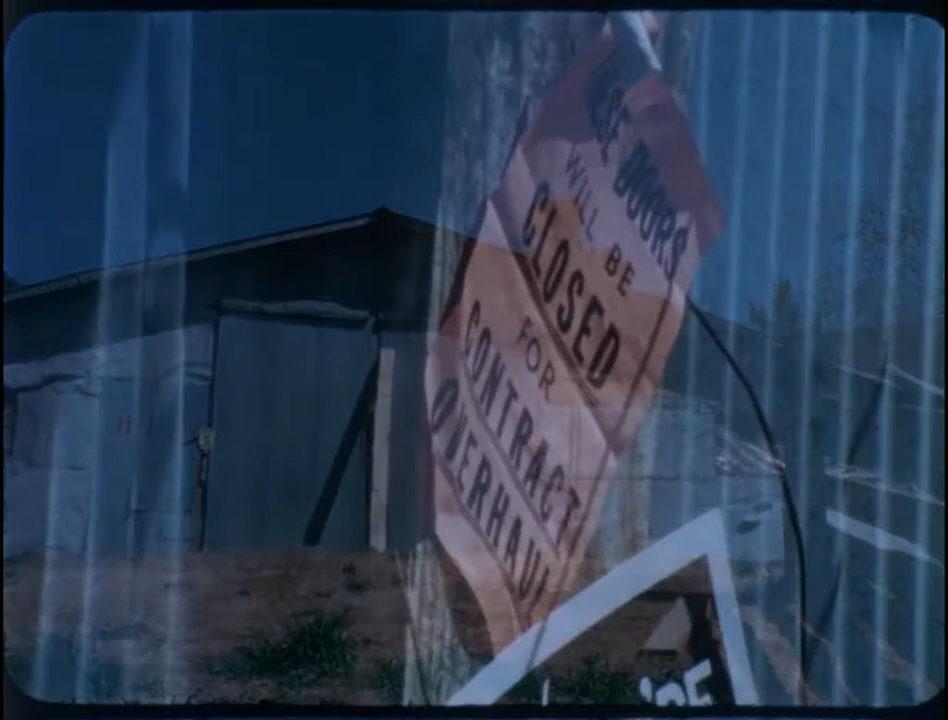 DOORS
WILL BE
CLOSED
FOR
CONTRACT
OVERHAUL